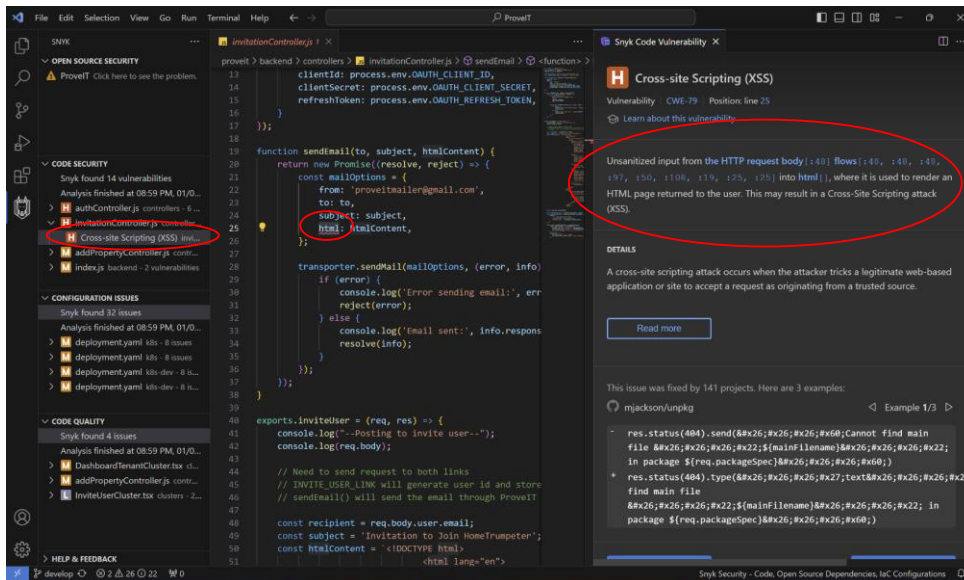 File Edit Selection View Go Run Terminal Help
ProveIT
SNYK
OPEN SOURCE SECURITY
ProveIT Click here to see the problem.
CODE SECURITY
Snyk found 14 vulnerabilities
Analysis finished at 08:59 PM, 01/0...
H authController.js controllers - 6 ...
H invitationController.js controller...
H Cross-site Scripting (XSS) invi...
M addPropertyController.js contr...
M index.js backend - 2 vulnerabilities
CONFIGURATION ISSUES
Snyk found 32 issues
Analysis finished at 08:59 PM, 01/0...
M deployment.yaml k8s - 8 issues
M deployment.yaml k8s-dev - 8 issues
M deployment.yaml k8s-dev - 8 is...
M deployment.yaml k8s-dev - 8 is...
CODE QUALITY
Snyk found 4 issues
Analysis finished at 08:59 PM, 01/0...
M DashboardTenantCluster.tsx cl...
M addPropertyController.js contr...
L InviteUserCluster.tsx clusters - 2...
HELP & FEEDBACK
invitationController.js 1
proveit > backend > controllers > invitationController.js > sendEmail > <function>
13 clientId: process.env.OAUTH_CLIENT_ID,
14 clientSecret: process.env.OAUTH_CLIENT_SECRET,
15 refreshToken: process.env.OAUTH_REFRESH_TOKEN,
16 }
17 });
18
19 function sendEmail(to, subject, htmlContent) {
20 return new Promise((resolve, reject) => {
21 const mailOptions = {
22 from: 'proveitmailer@gmail.com',
23 to: to,
24 subject: subject,
25 html: htmlContent,
26 };
27
28 transporter.sendMail(mailOptions, (error, info)
29 if (error) {
30 console.log('Error sending email:', err
31 reject(error);
32 } else {
33 console.log('Email sent:', info.respons
34 resolve(info);
35 }
36 });
37 });
38 }
39
40 exports.inviteUser = (req, res) => {
41 console.log("--Posting to invite user--");
42 console.log(req.body);
43
44 // Need to send request to both links
45 // INVITE_USER_LINK will generate user id and store
46 // sendEmail() will send the email through ProveIT
47
48 const recipient = req.body.user.email;
49 const subject = 'Invitation to Join HomeTrumpeter';
50 const htmlContent = `<!DOCTYPE html>
51 <html lang="en">
Snyk Code Vulnerability
H Cross-site Scripting (XSS)
Vulnerability CWE-79 Position: line 25
Learn about this vulnerability
Unsanitized input from the HTTP request body[:48] flows[:48, :48, :48,
:97, :50, :108, :19, :25, :25] into html[], where it is used to render an
HTML page returned to the user. This may result in a Cross-Site Scripting attack
(XSS).
DETAILS
A cross-site scripting attack occurs when the attacker tricks a legitimate web-based
application or site to accept a request as originating from a trusted source.
Read more
This issue was fixed by 141 projects. Here are 3 examples:
mjackson/unpkg
Example 1/3
- res.status(404).send(&#x26;#x26;#x26;#x60;Cannot find main
file &#x26;#x26;#x26;#x22;${mainFilename}&#x26;#x26;#x26;#x22;
in package ${req.packageSpec}&#x26;#x26;#x26;#x60;)
+ res.status(404).type(&#x26;#x26;#x26;#x27;text&#x26;#x26;#x26;#x2
find main file
&#x26;#x26;#x26;#x22;${mainFilename}&#x26;#x26;#x26;#x22; in
package ${req.packageSpec}&#x26;#x26;#x26;#x60;)
develop 2 26 22 0
Snyk Security - Code, Open Source Dependencies, IaC Configurations